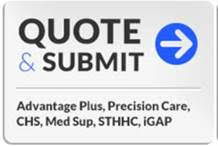 QUOTE
& SUBMIT
Advantage Plus, Precision Care,
CHS, Med Sup, STHHC, iGAP